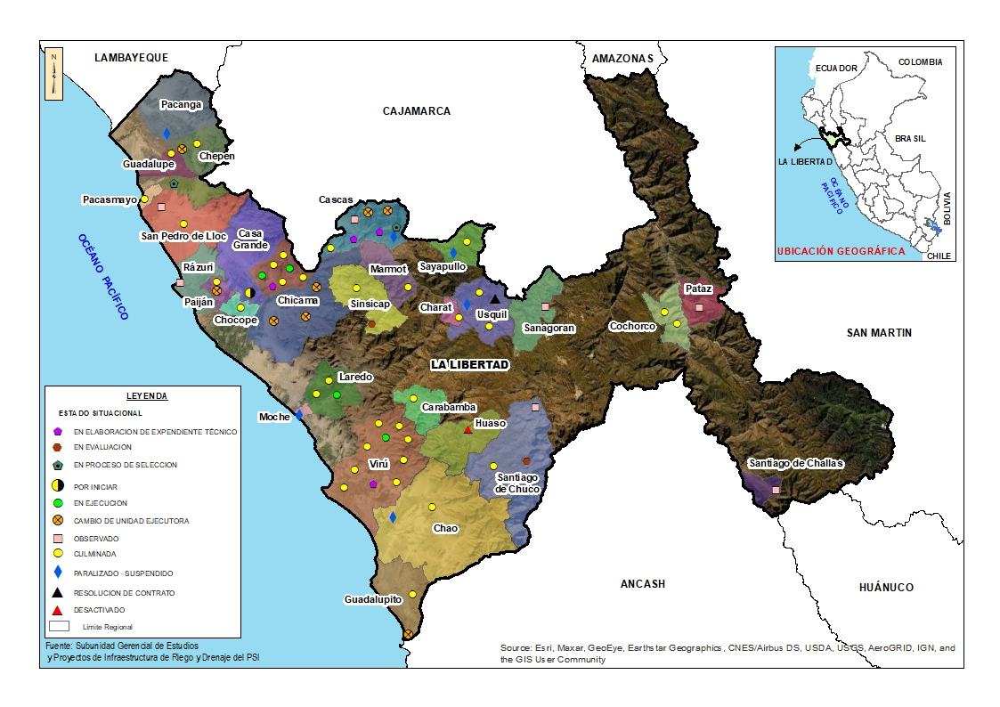 N
LAMBAYEQUE
AMAZONAS
CAJAMARCA
ECUADOR
COLOMBIA
BRASIL
LA LIBERTAD
OCÉANO
PACÍFICO
BOLIVIA
UBICACIÓN GEOGRÁFICA
CHILE
Pacanga
Chepen
Guadalupe
Pacasmayo
Cascas
San Pedro de Lloc
Casa
Grande
Rázuri
Marmot
Sayapullo
Paiján
Chicama
Sinsicap
Charat
Usquil
Chocope
Sanagoran
Pataz
Cochorco
SAN MARTIN
OCÉANO PACÍFICO
LA LIBERTAD
Laredo
Moche
Carabamba
Huaso
Virú
Santiago
de Chuco
Santiago de Challas
Chao
Guadalupito
ANCASH
HUÁNUCO
LEYENDA
ESTADO SITUACIONAL
EN ELABORACION DE EXPENDIENTE TÉCNICO
EN EVALUACION
EN PROCESO DE SELECCION
POR INICIAR
EN EJECUCION
CAMBIO DE UNIDAD EJECUTORA
OBSERVADO
CULMINADA
PARALIZADO - SUSPENDIDO
RESOLUCION DE CONTRATO
DESACTIVADO
Límite Regional
Fuente: Subunidad Gerencial de Estudios
y Proyectos de Infraestructura de Riego y Drenaje del PSI
Source: Esri, Maxar, GeoEye, Earthstar Geographics, CNES/Airbus DS, USDA, USGS, AeroGRID, IGN, and
the GIS User Community